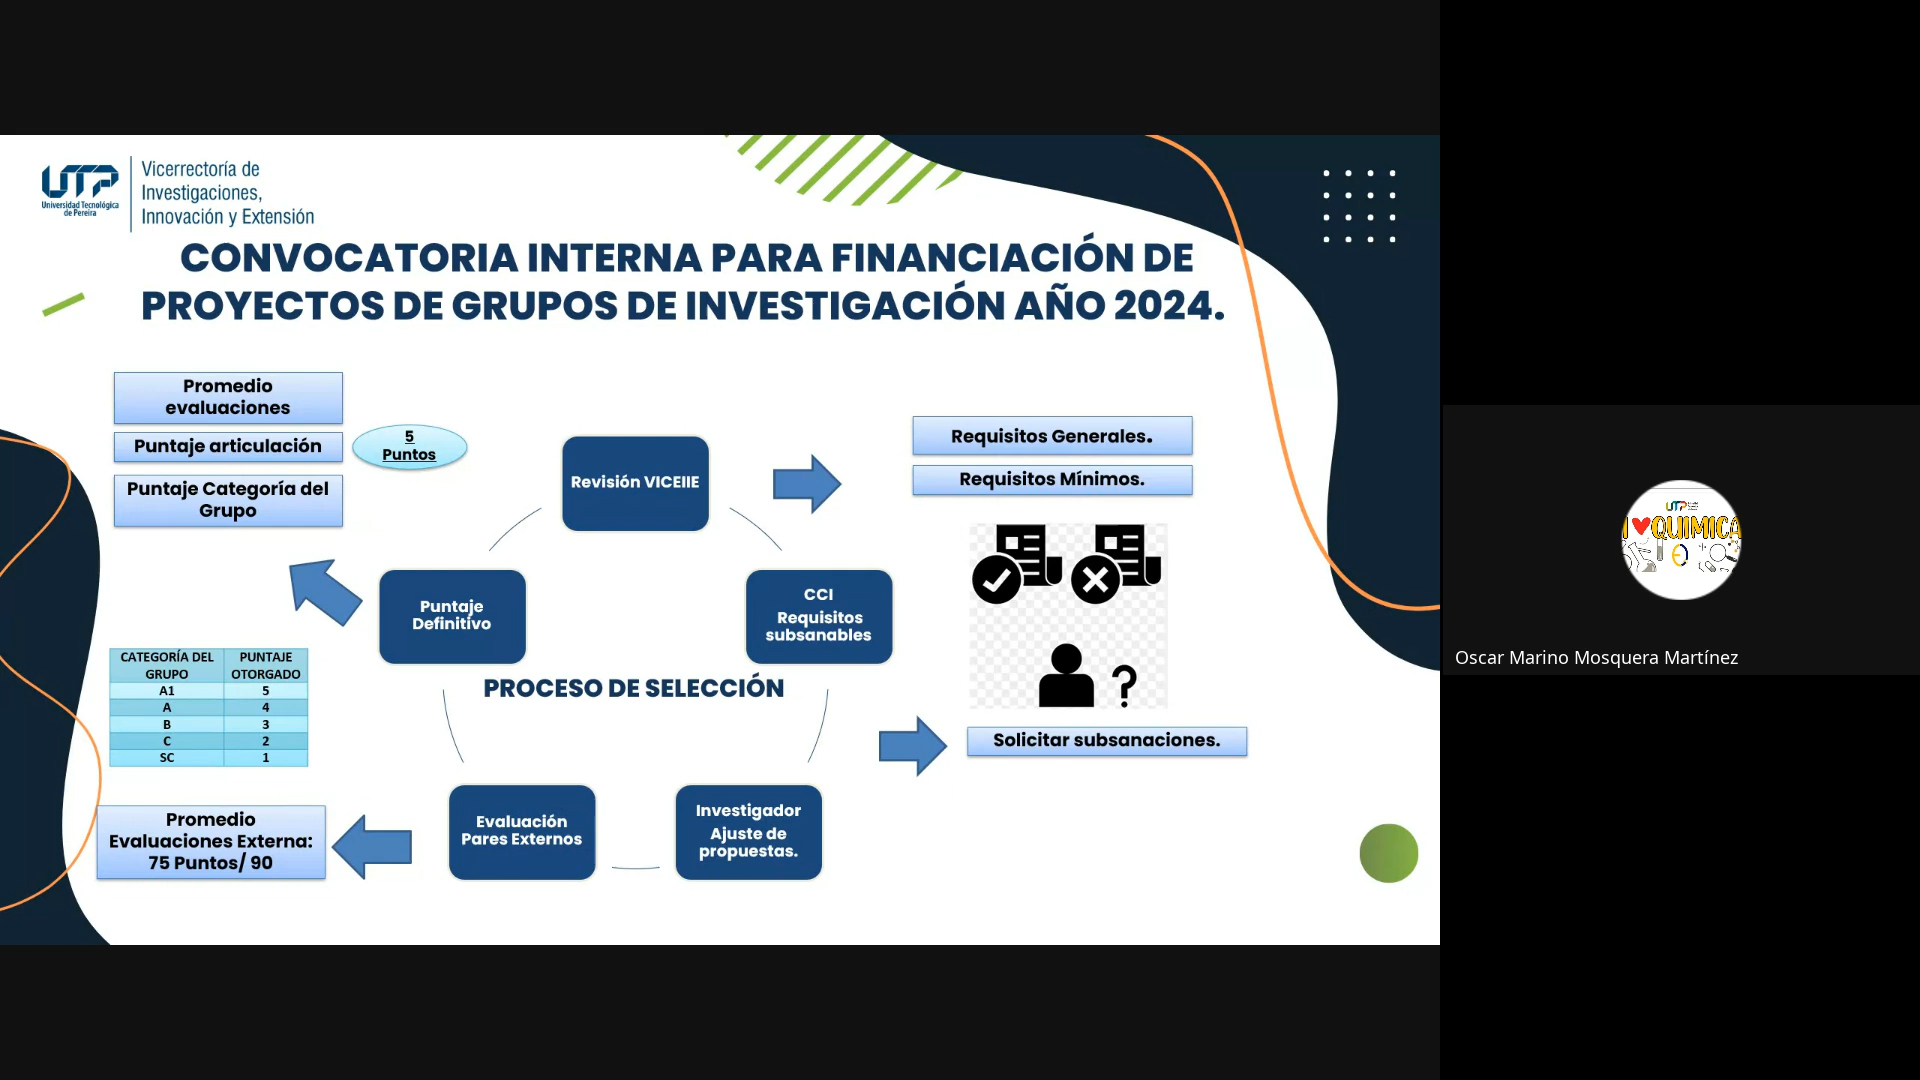 UTP
Universidad Tecnológica
de Pereira
Vicerrectoría de
Investigaciones,
Innovación y Extensión
CONVOCATORIA INTERNA PARA FINANCIACIÓN DE
PROYECTOS DE GRUPOS DE INVESTIGACIÓN AÑO 2024.
Promedio
evaluaciones
Puntaje articulación
5
Puntos
Puntaje Categoría del
Grupo
Revisión VICEIIE
Requisitos Generales.
Requisitos Mínimos.
Puntaje
Definitivo
CCI
Requisitos
subsanables
?
PROCESO DE SELECCIÓN
CATEGORÍA DEL GRUPO PUNTAJE OTORGADO
A1 5
A 4
B 3
C 2
SC 1
Solicitar subsanaciones.
Promedio
Evaluaciones Externa:
75 Puntos/ 90
Evaluación
Pares Externos
Investigador
Ajuste de
propuestas.
UTP
I QUIMICA
Oscar Marino Mosquera Martínez